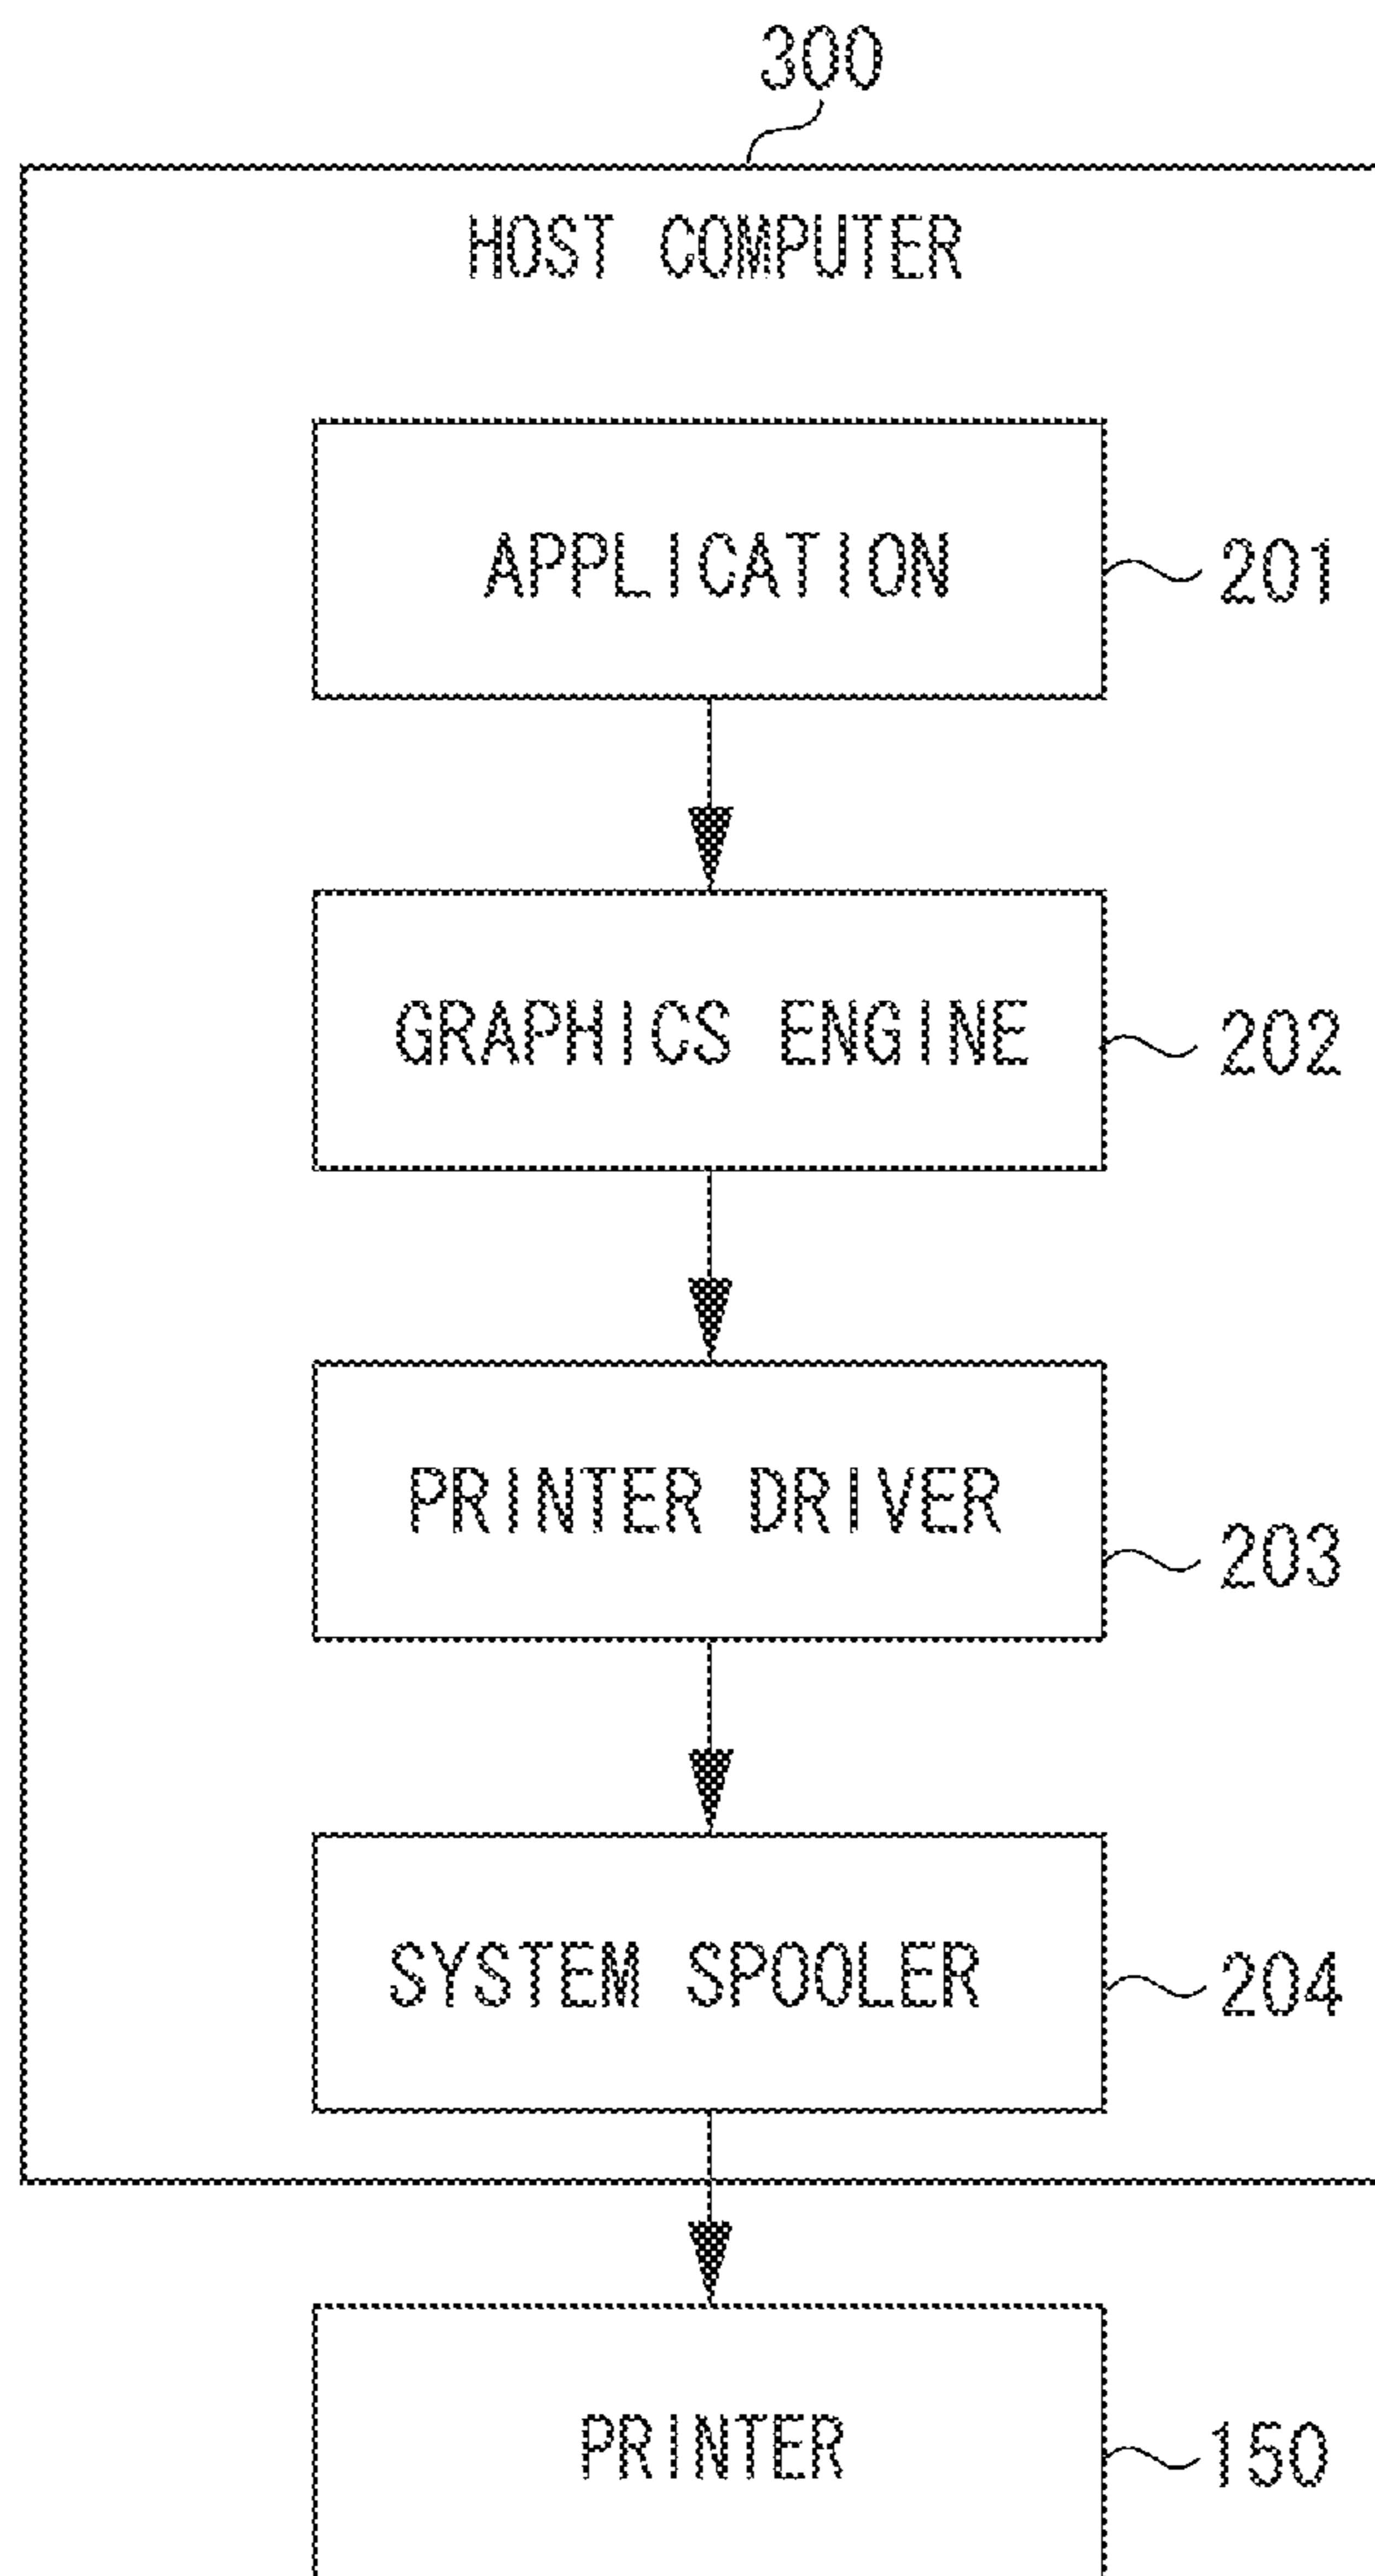 300
HOST COMPUTER
APPLICATION
201
GRAPHICS ENGINE
202
PRINTER DRIVER
203
SYSTEM SPOOLER
204
PRINTER
150